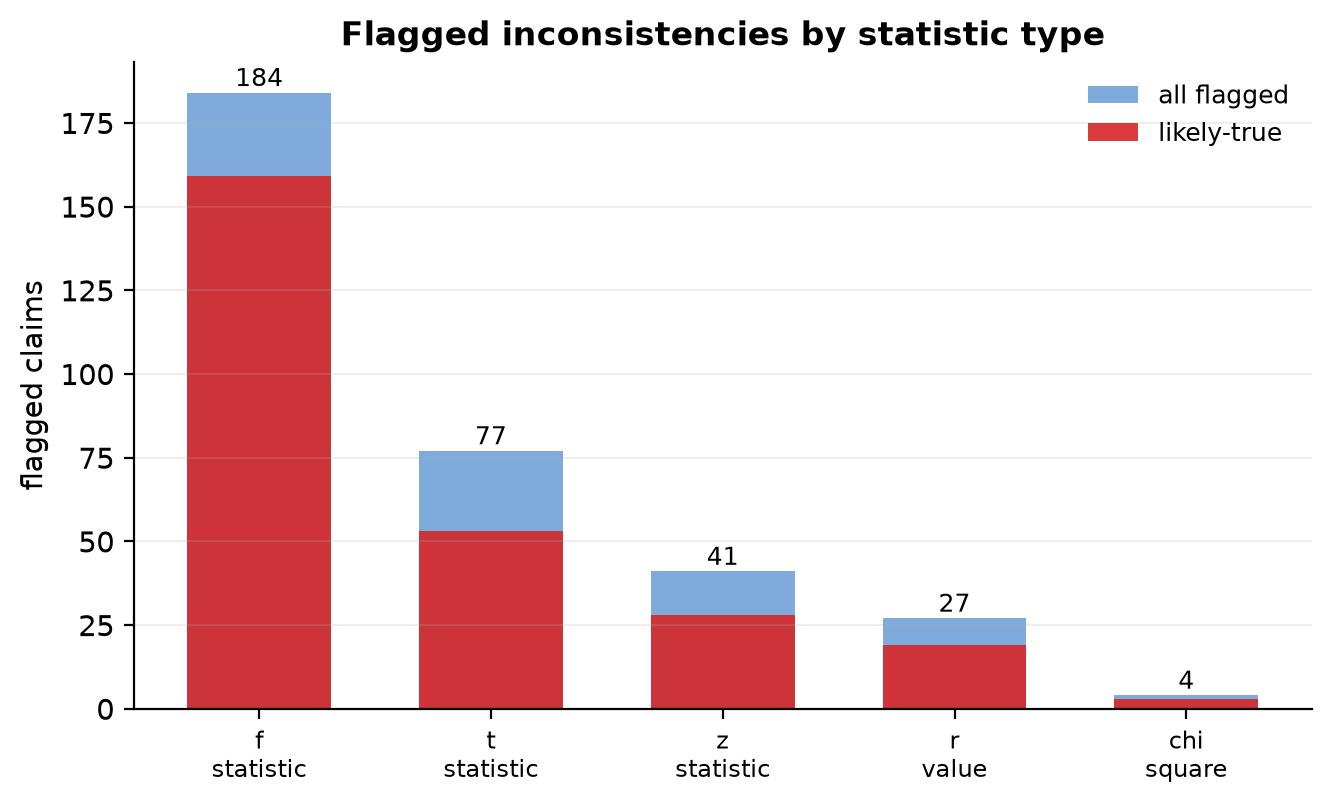 Flagged inconsistencies by statistic type
all flagged
likely-true
flagged claims
175
150
125
100
75
50
25
0
184
77
41
27
4
f
statistic
t
statistic
z
statistic
r
value
chi
square